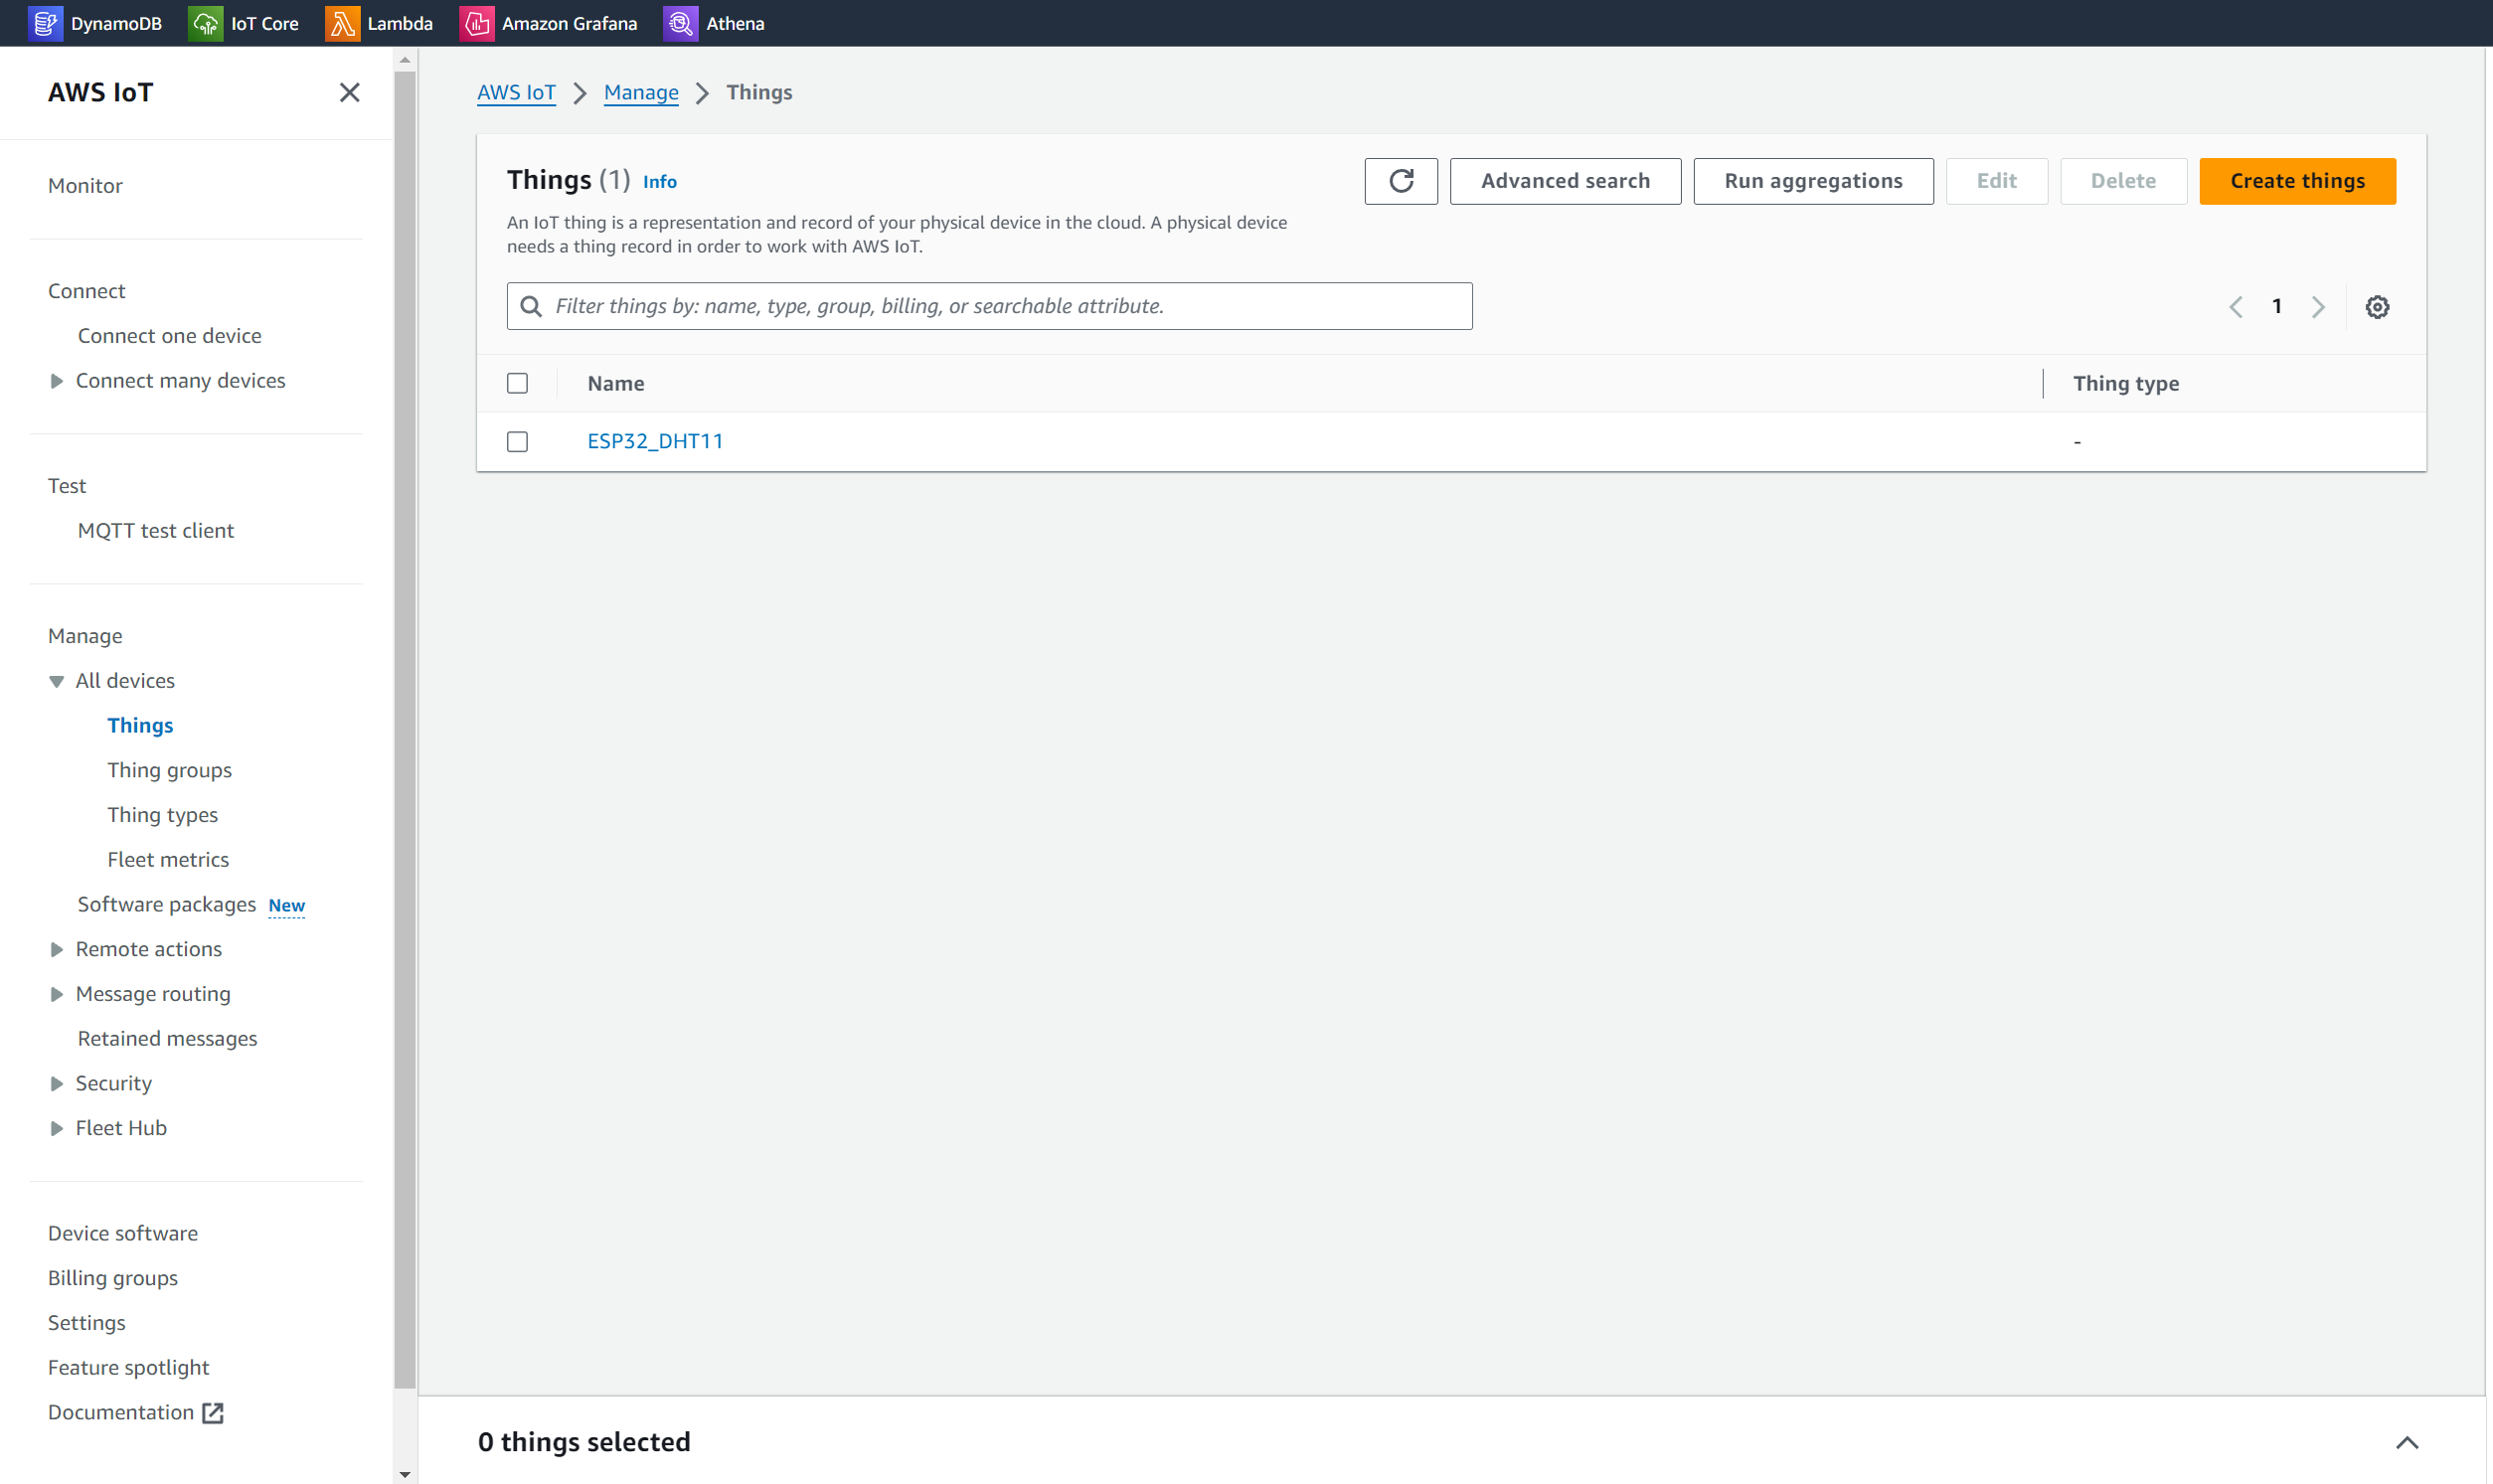 DynamoDB IoT Core Lambda Amazon Grafana Athena
AWS IoT
Monitor
Connect
Connect one device
Connect many devices
Test
MQTT test client
Manage
All devices
Things
Thing groups
Thing types
Fleet metrics
Software packages New
Remote actions
Message routing
Retained messages
Security
Fleet Hub
Device software
Billing groups
Settings
Feature spotlight
Documentation
AWS IoT Manage Things
Things (1) Info
Advanced search Run aggregations Edit Delete Create things
An IoT thing is a representation and record of your physical device in the cloud. A physical device
needs a thing record in order to work with AWS IoT.
Filter things by: name, type, group, billing, or searchable attribute.
1
Name Thing type
ESP32_DHT11 -
0 things selected